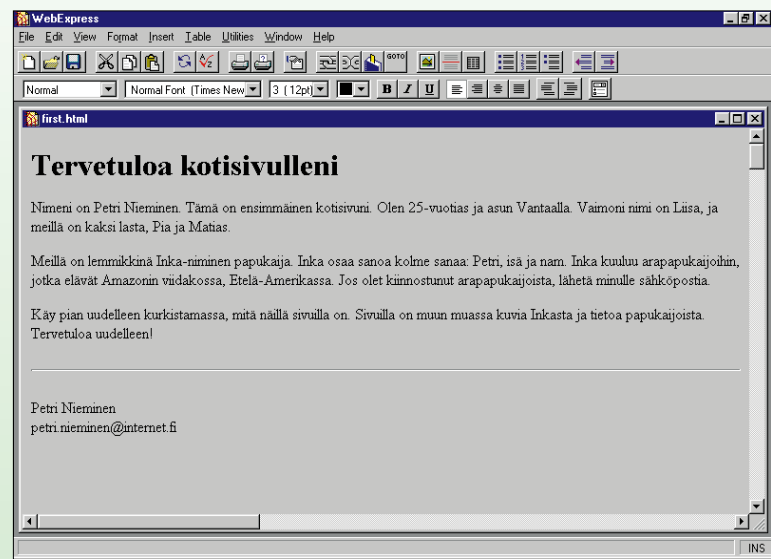 WebExpress
File Edit View Format Insert Table Utilities Window Help
GOTO
Normal Normal Font (Times New 3 (12pt) B I U
first.html
Tervetuloa kotisivulleni
Nimeni on Petri Nieminen. Tämä on ensimmäinen kotisivuni. Olen 25-vuotias ja asun Vantaalla. Vaimoni nimi on Liisa, ja
meillä on kaksi lasta, Pia ja Matias.
Meillä on lemmikkinä Inka-niminen papukaija. Inka osaa sanoa kolme sanaa: Petri, isä ja nam. Inka kuuluu arapapukaijoihin,
jotka elävät Amazonin viidakossa, Etelä-Amerikassa. Jos olet kiinnostunut arapapukaijoista, lähetä minulle sähköpostia.
Käy pian uudelleen kurkistamassa, mitä näillä sivuilla on. Sivuilla on muun muassa kuvia Inkasta ja tietoa papukaijoista.
Tervetuloa uudelleen!
Petri Nieminen
petri.nieminen@internet.fi
INS